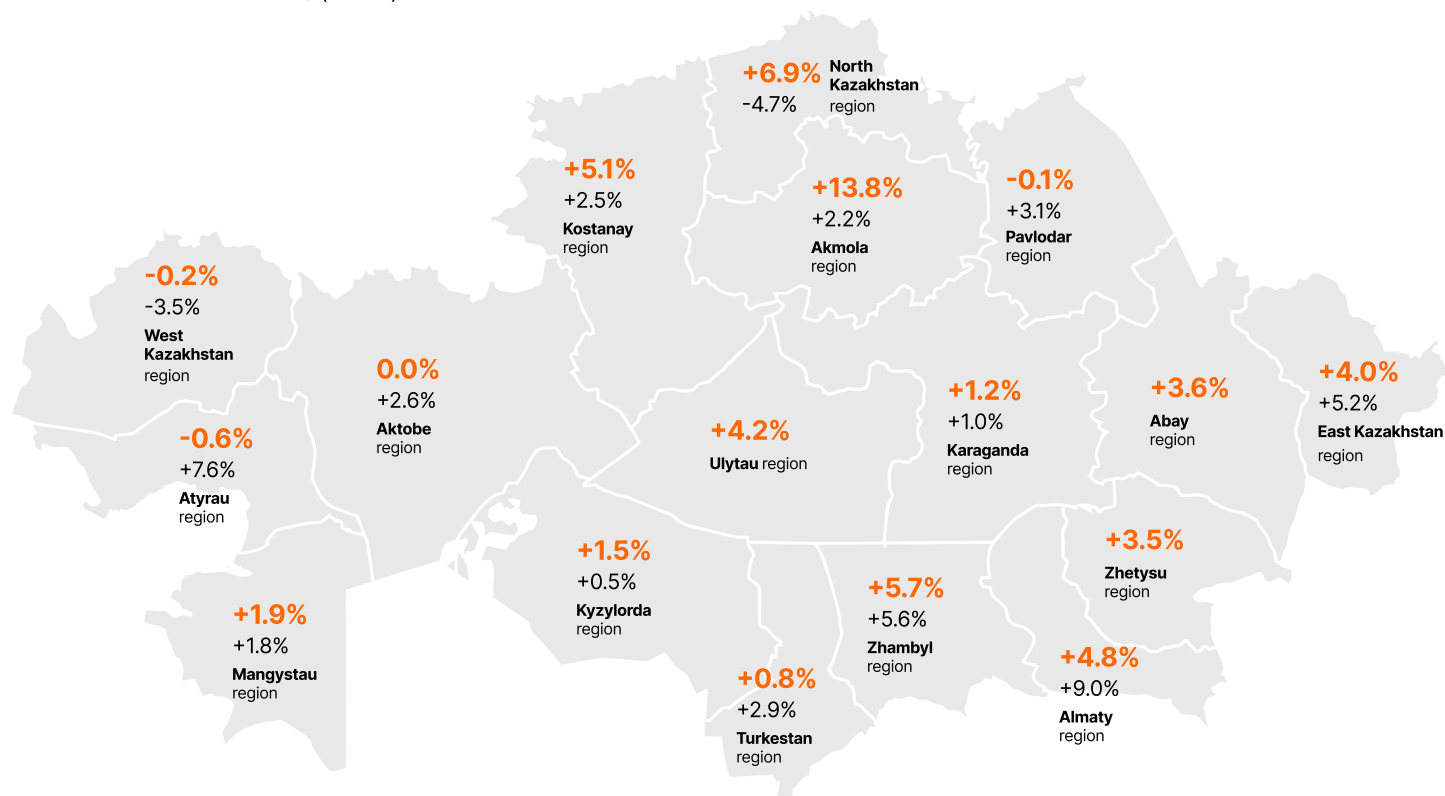 +6.9%
-4.7%
North
Kazakhstan
region
+5.1%
+2.5%
Kostanay
region
+13.8%
+2.2%
Akmola
region
-0.1%
+3.1%
Pavlodar
region
-0.2%
-3.5%
West
Kazakhstan
region
0.0%
+2.6%
Aktobe
region
-0.6%
+7.6%
Atyrau
region
+4.2%
Ulytau region
+1.2%
+1.0%
Karaganda
region
+3.6%
Abay
region
+4.0%
+5.2%
East Kazakhstan
region
+1.9%
+1.8%
Mangystau
region
+1.5%
+0.5%
Kyzylorda
region
+0.8%
+2.9%
Turkestan
region
+5.7%
+5.6%
Zhambyl
region
+3.5%
Zhetysu
region
+4.8%
+9.0%
Almaty
region